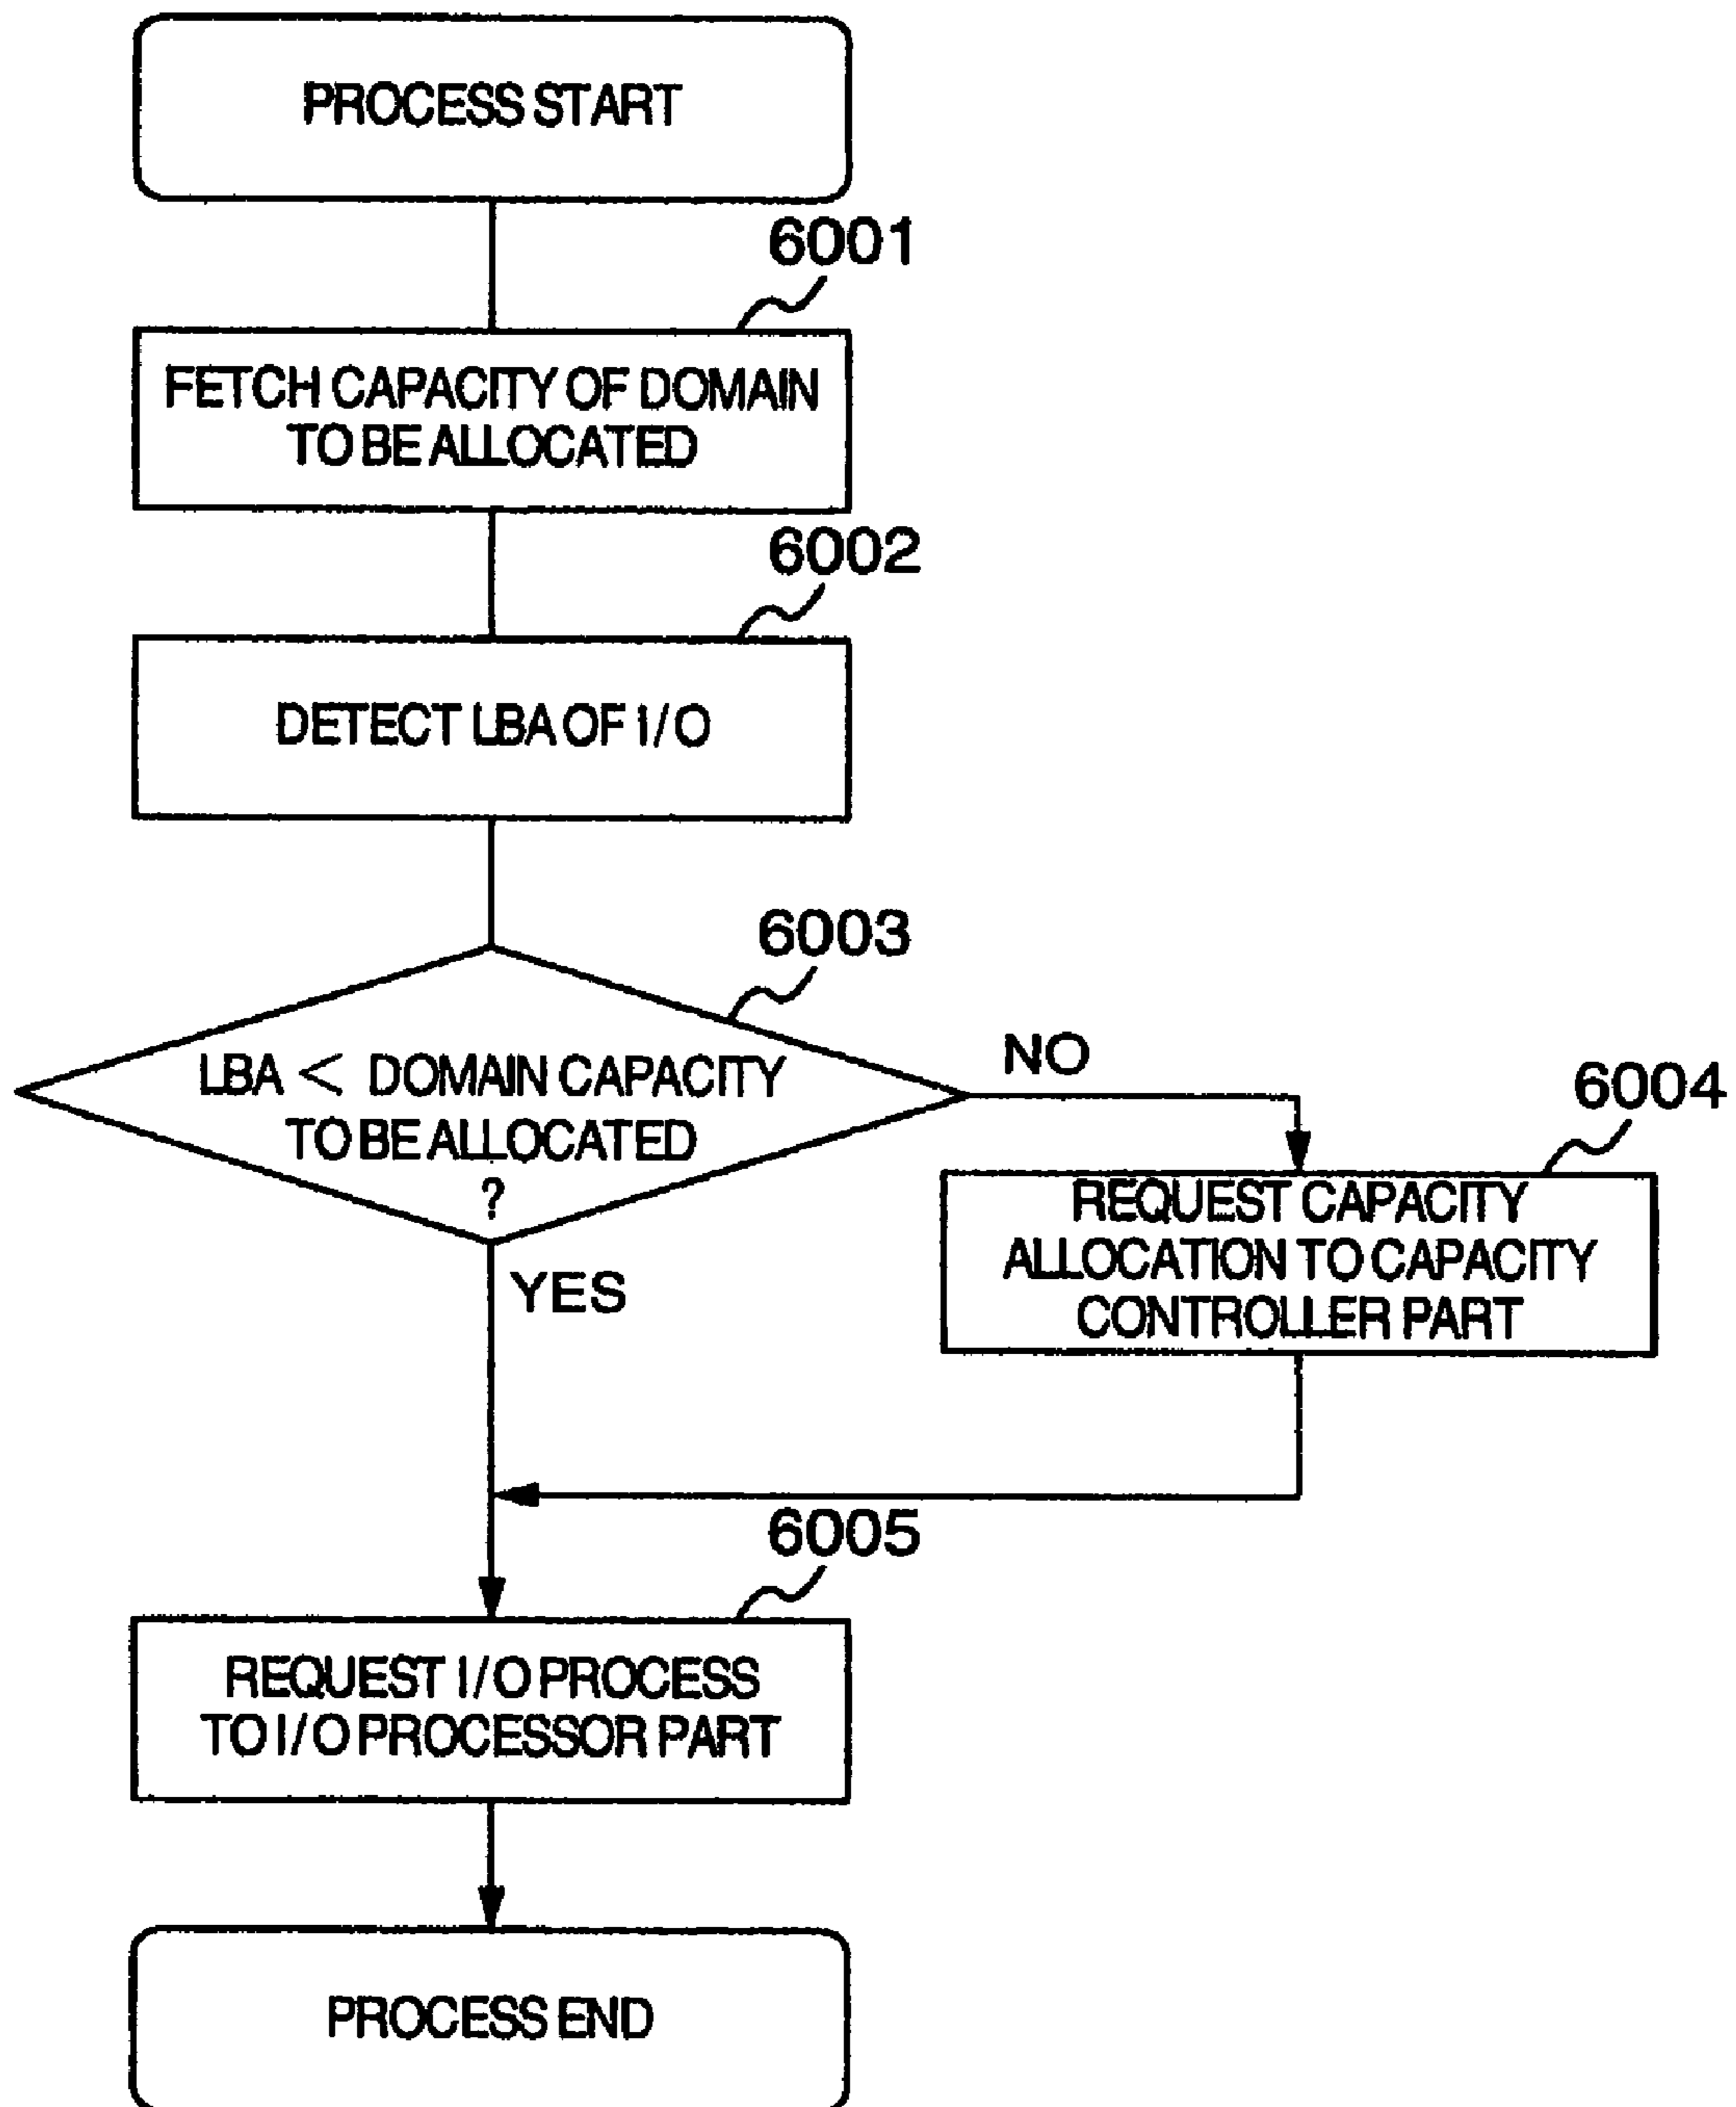 PROCESS START
6001
FETCH CAPACITY OF DOMAIN
TO BE ALLOCATED
6002
DETECT LBA OF I/O
6003
LBA < DOMAIN CAPACITY
TO BE ALLOCATED
?
NO
YES
6004
REQUEST CAPACITY
ALLOCATION TO CAPACITY
CONTROLLER PART
6005
REQUEST I/O PROCESS
TO I/O PROCESSOR PART
PROCESS END